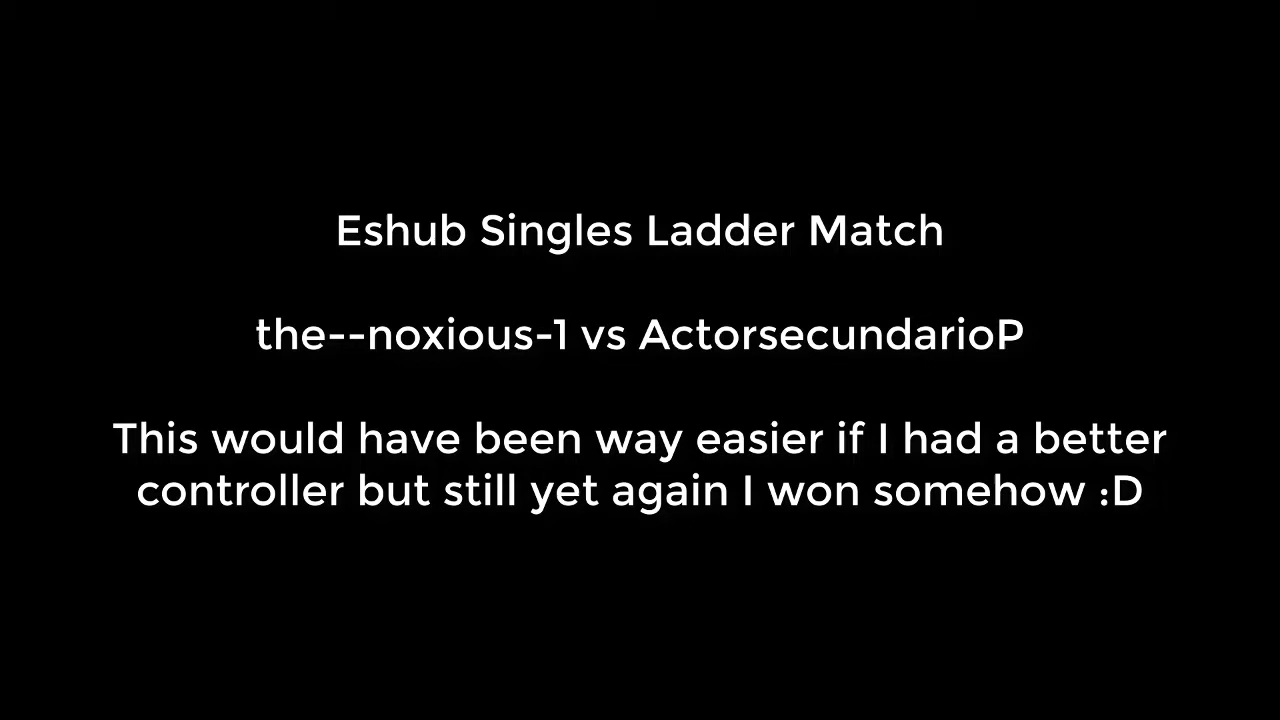 Eshub Singles Ladder Match
the--noxious-1 vs ActorsecundarioP
This would have been way easier if I had a better
controller but still yet again I won somehow :D